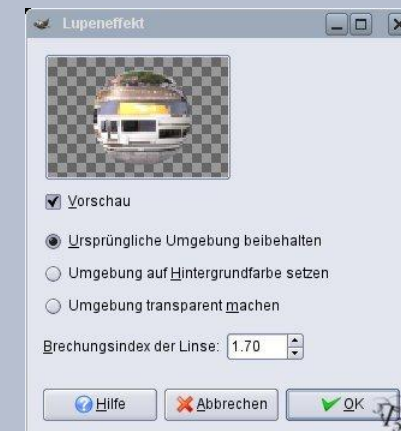 Lupeneffekt
Vorschau
Ursprüngliche Umgebung beibehalten
Umgebung auf Hintergrundfarbe setzen
Umgebung transparent machen
Brechungsindex der Linse: 1.70
Hilfe Abbrechen OK